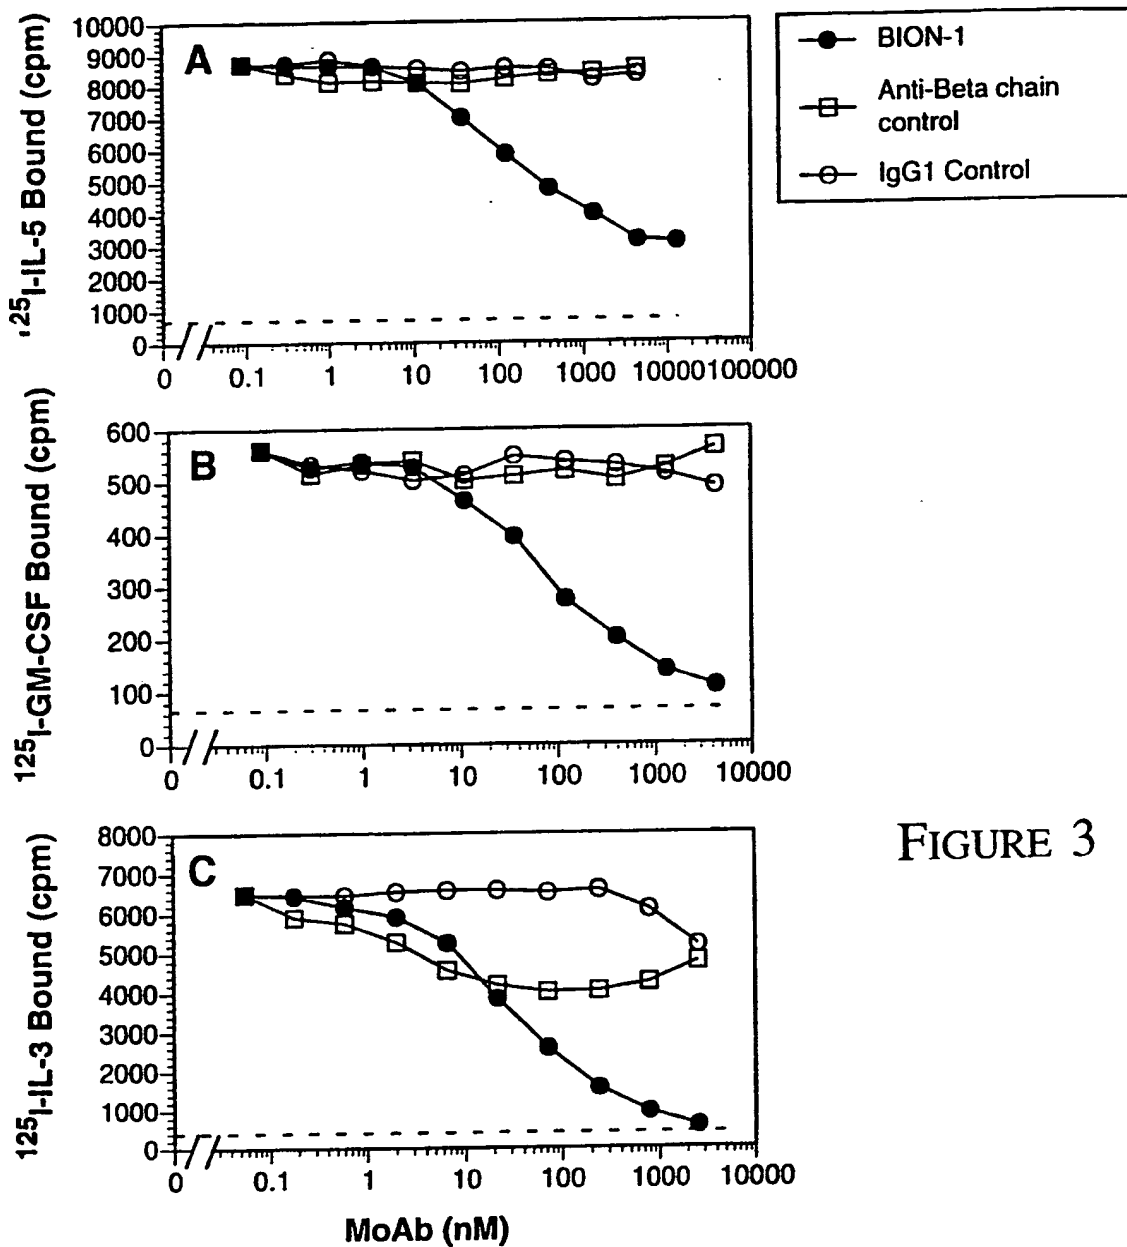 A
10000
9000
8000
7000
6000
5000
4000
3000
2000
1000
0
125I-IL-5 Bound (cpm)
0 0.1 1 10 100 1000 10000 100000
BION-1
Anti-Beta chain
control
IgG1 Control
B
600
500
400
300
200
100
0
125I-GM-CSF Bound (cpm)
0 0.1 1 10 100 1000 10000
C
8000
7000
6000
5000
4000
3000
2000
1000
0
125I-IL-3 Bound (cpm)
0 0.1 1 10 100 1000 10000
MoAb (nM)
FIGURE 3